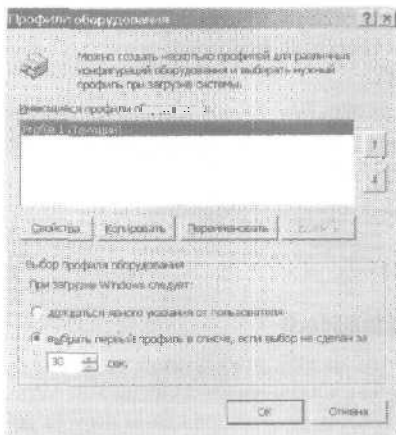 Профили оборудования
Можно создать несколько профилей для различных
конфигураций оборудования и выбирать нужный
профиль при загрузке системы.
Имеющиеся профили
Profile 1 (Текущий)
Свойства
Копировать
Переименовать
Выбор профиля оборудования
При загрузке Windows следует:
дождаться явного указания от пользователя
выбрать первый профиль в списке, если выбор не сделан за
30 сек.
OK
Отмена